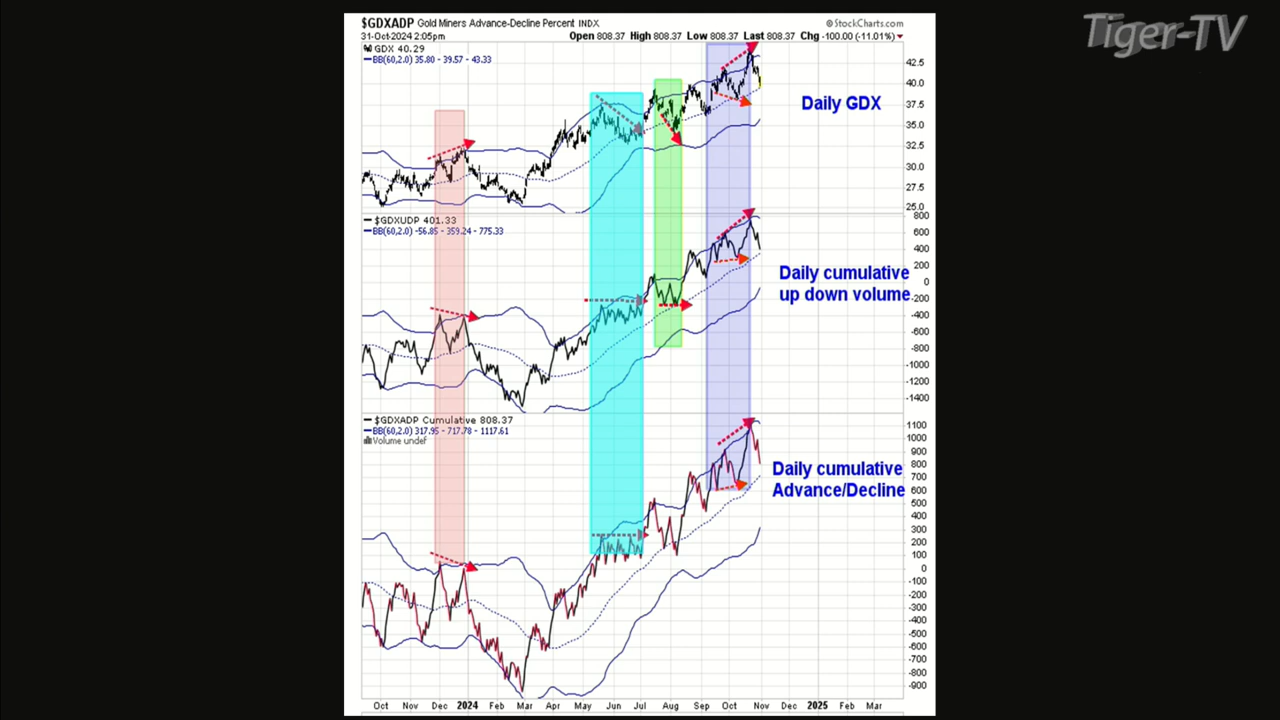 Tiger-TV
$GDXADP Gold Miners Advance-Decline Percent INDX
© StockCharts.com
31-Oct-2024 2:05pm
Open 808.37 High 808.37 Low 808.37 Last 808.37 Chg -100.00 (-11.01%)
GDX 40.29
BB(60,2.0) 35.80 - 39.57 - 43.33
42.5
40.0
37.5
35.0
32.5
30.0
27.5
25.0
Daily GDX
$GDXUDP 401.33
BB(60,2.0) -56.85 - 359.24 - 775.33
800
600
400
200
0
-200
-400
-600
-800
-1000
-1200
-1400
Daily cumulative
up down volume
$GDXADP Cumulative 808.37
BB(60,2.0) 317.95 - 717.78 - 1117.61
Volume undef
1100
1000
900
800
700
600
500
400
300
200
100
0
-100
-200
-300
-400
-500
-600
-700
-800
-900
Daily cumulative
Advance/Decline
Oct Nov Dec 2024 Feb Mar Apr May Jun Jul Aug Sep Oct Nov Dec 2025 Feb Mar